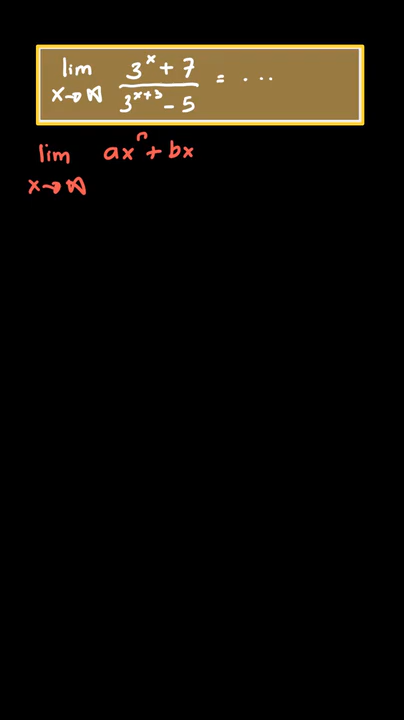 lim 3^x + 7
x→∞ 3^(x+3) - 5 = ...
lim ax^n + bx
x→∞